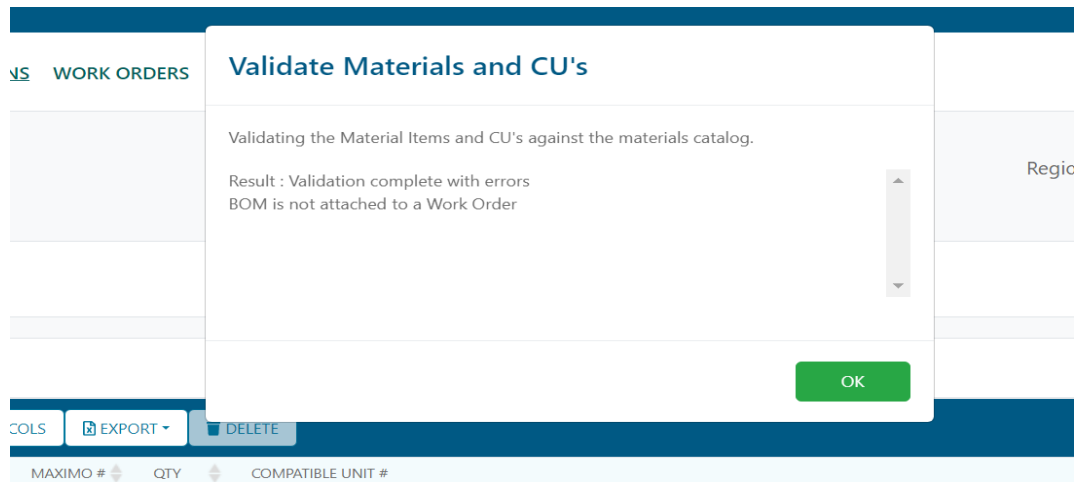 Validate Materials and CU's
NS WORK ORDERS
Validating the Material Items and CU's against the materials catalog.
Regio
Result : Validation complete with errors
BOM is not attached to a Work Order
OK
COLS EXPORT DELETE
MAXIMO # QTY COMPATIBLE UNIT #